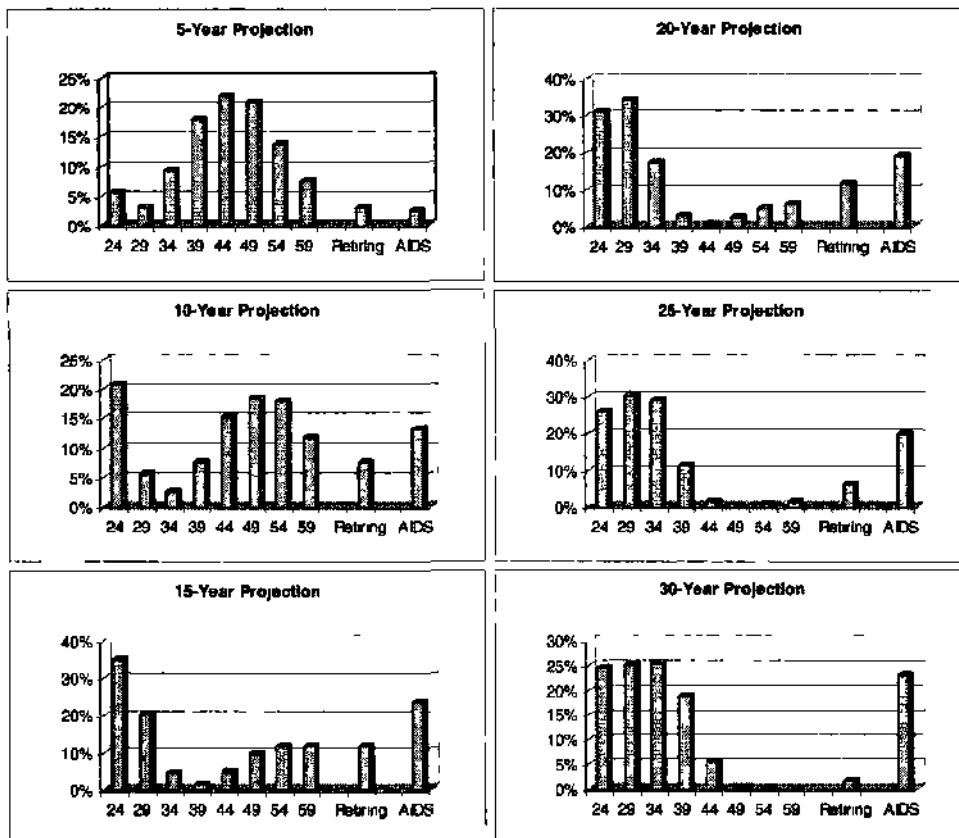 5-Year Projection
25%
20%
15%
10%
5%
0%
24 29 34 39 44 49 54 59 Retiring AIDS
20-Year Projection
40%
30%
20%
10%
0%
24 29 34 39 44 49 54 59 Retiring AIDS
10-Year Projection
25%
20%
15%
10%
5%
0%
24 29 34 39 44 49 54 59 Retiring AIDS
25-Year Projection
40%
30%
20%
10%
0%
24 29 34 39 44 49 54 59 Retiring AIDS
15-Year Projection
40%
30%
20%
10%
0%
24 29 34 39 44 49 54 59 Retiring AIDS
30-Year Projection
30%
25%
20%
15%
10%
5%
0%
24 29 34 39 44 49 54 59 Retiring AIDS